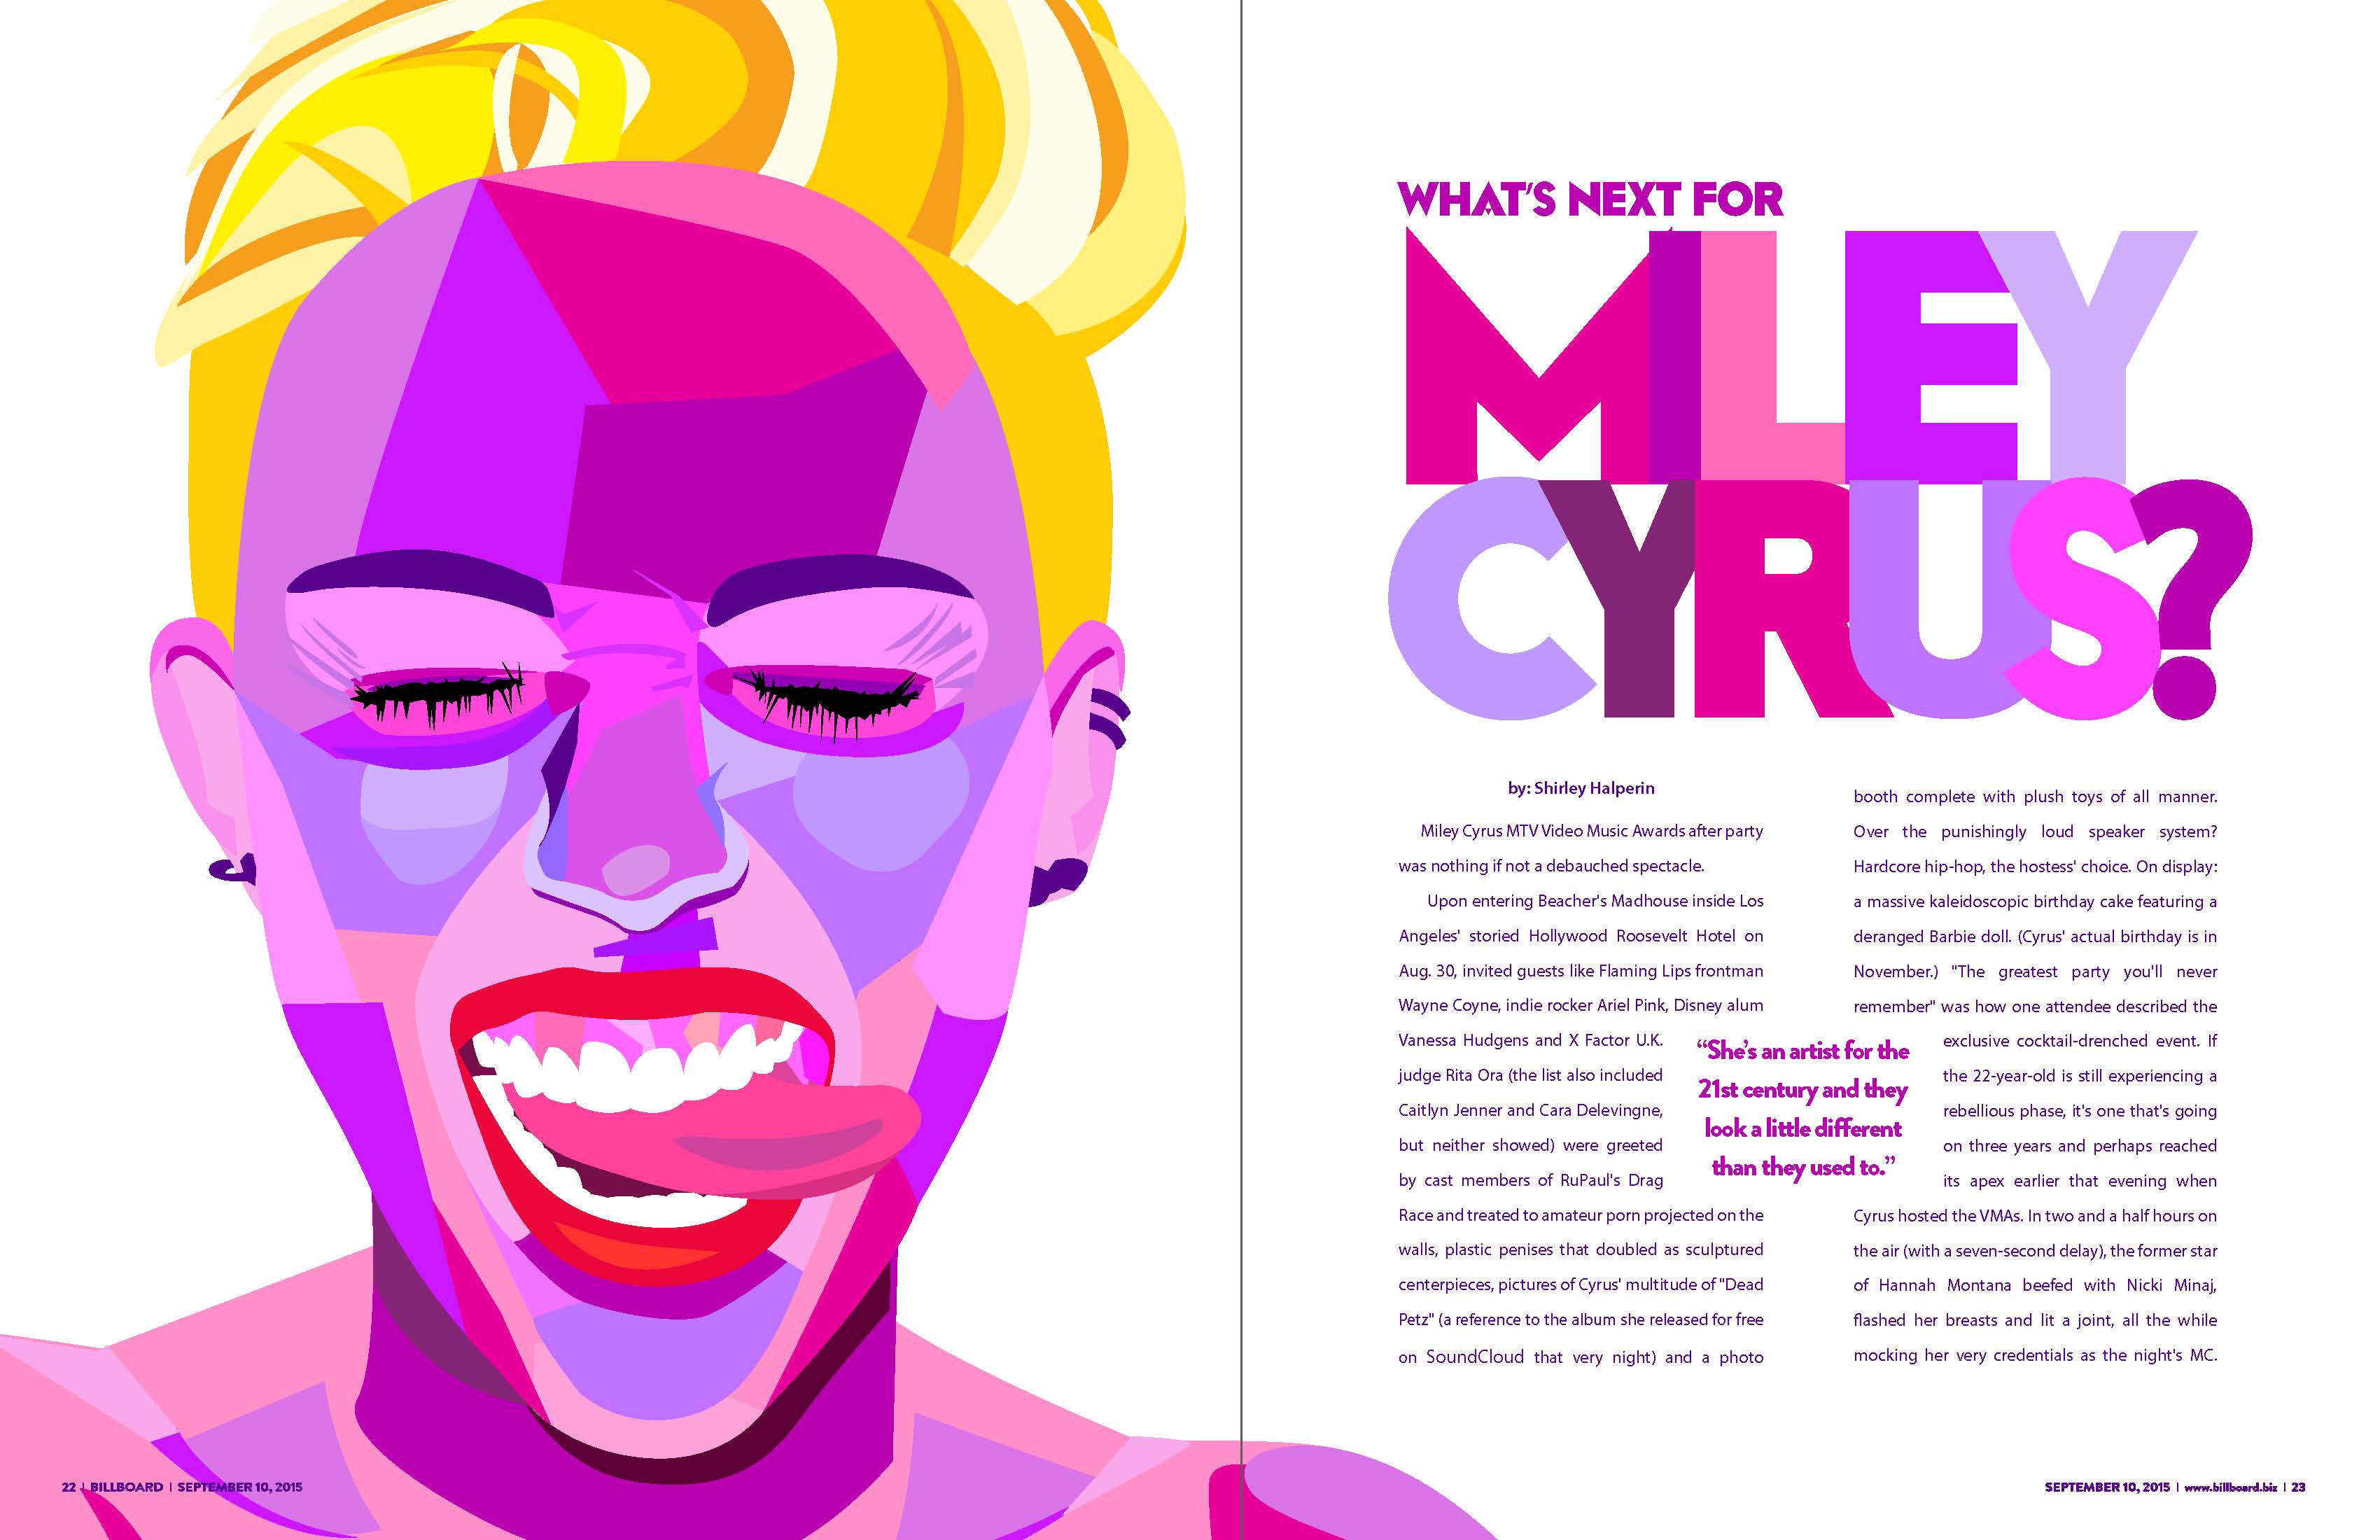 WHAT'S NEXT FOR
MILEY
CYRUS?
by: Shirley Halperin
Miley Cyrus MTV Video Music Awards after party
was nothing if not a debauched spectacle.
Upon entering Beacher's Madhouse inside Los
Angeles' storied Hollywood Roosevelt Hotel on
Aug. 30, invited guests like Flaming Lips frontman
Wayne Coyne, indie rocker Ariel Pink, Disney alum
Vanessa Hudgens and X Factor U.K.
judge Rita Ora (the list also included
Caitlyn Jenner and Cara Delevingne,
but neither showed) were greeted
by cast members of RuPaul's Drag
Race and treated to amateur porn projected on the
walls, plastic penises that doubled as sculptured
centerpieces, pictures of Cyrus' multitude of "Dead
Petz" (a reference to the album she released for free
on SoundCloud that very night) and a photo
“She’s an artist for the
21st century and they
look a little different
than they used to.”
booth complete with plush toys of all manner.
Over the punishingly loud speaker system?
Hardcore hip-hop, the hostess' choice. On display:
a massive kaleidoscopic birthday cake featuring a
deranged Barbie doll. (Cyrus' actual birthday is in
November.) "The greatest party you'll never
remember" was how one attendee described the
exclusive cocktail-drenched event. If
the 22-year-old is still experiencing a
rebellious phase, it's one that's going
on three years and perhaps reached
its apex earlier that evening when
Cyrus hosted the VMAs. In two and a half hours on
the air (with a seven-second delay), the former star
of Hannah Montana beefed with Nicki Minaj,
flashed her breasts and lit a joint, all the while
mocking her very credentials as the night's MC.
22 | BILLBOARD | SEPTEMBER 10, 2015
SEPTEMBER 10, 2015 | www.billboard.biz | 23